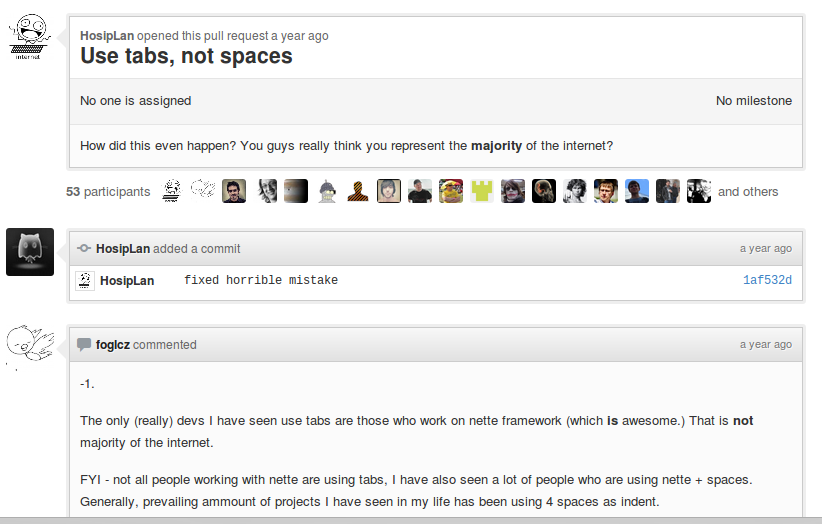 HosipLan opened this pull request a year ago
Use tabs, not spaces
No one is assigned
No milestone
How did this even happen? You guys really think you represent the majority of the internet?
53 participants
and others
internet
HosipLan added a commit
a year ago
HosipLan
fixed horrible mistake
1af532d
foglcz commented
a year ago
-1.
The only (really) devs I have seen use tabs are those who work on nette framework (which is awesome.) That is not
majority of the internet.
FYI - not all people working with nette are using tabs, I have also seen a lot of people who are using nette + spaces.
Generally, prevailing ammount of projects I have seen in my life has been using 4 spaces as indent.